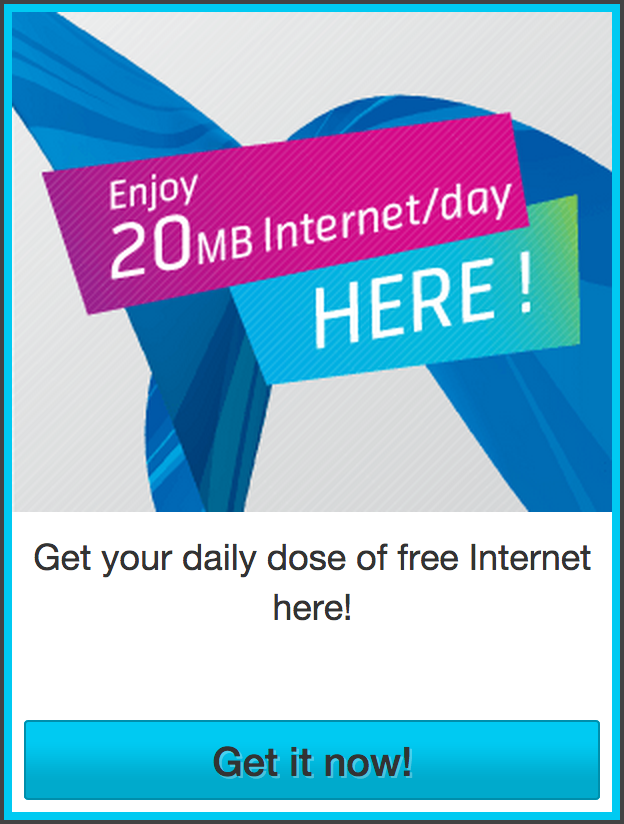 Enjoy
20MB Internet/day
HERE !
Get your daily dose of free Internet
here!
Get it now!